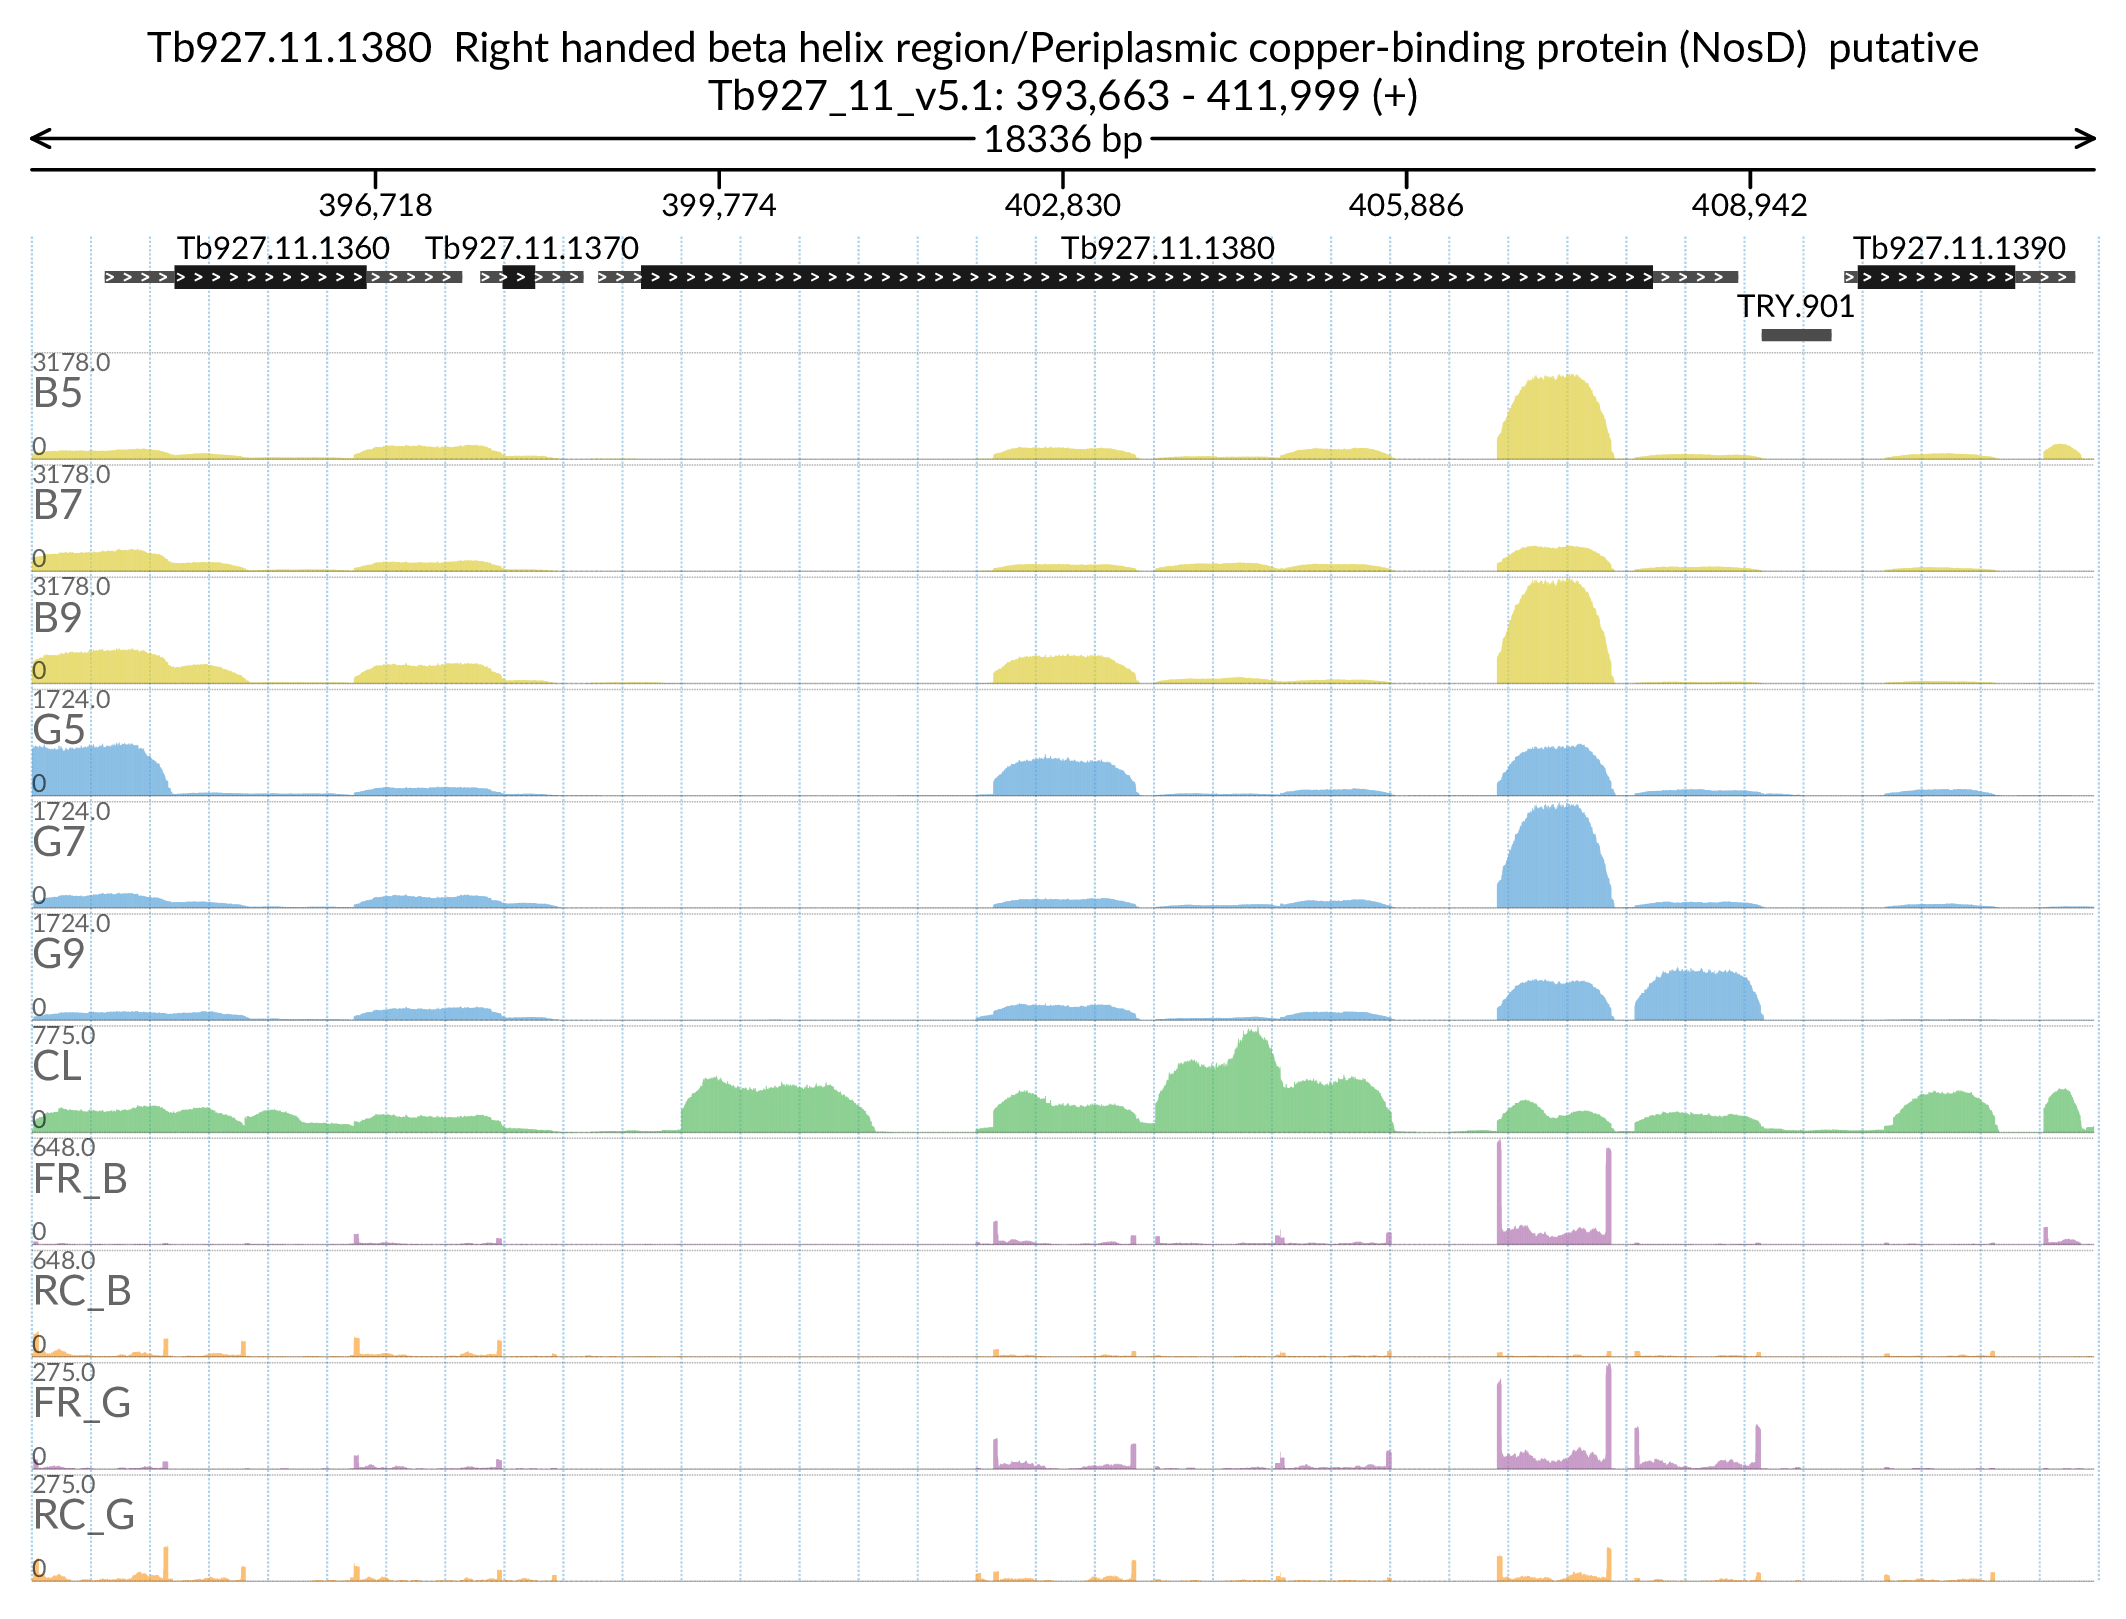 Tb927.11.1380  Right handed beta helix region/Periplasmic copper-binding protein (NosD)  putative
Tb927_11_v5.1: 393,663 - 411,999 (+)
18336 bp
396,718 399,774 402,830 405,886 408,942
Tb927.11.1360 Tb927.11.1370 Tb927.11.1380 Tb927.11.1390
TRY.901
3178.0
B5
0
3178.0
B7
0
3178.0
B9
0
1724.0
G5
0
1724.0
G7
0
1724.0
G9
0
775.0
CL
0
648.0
FR_B
0
648.0
RC_B
0
275.0
FR_G
0
275.0
RC_G
0